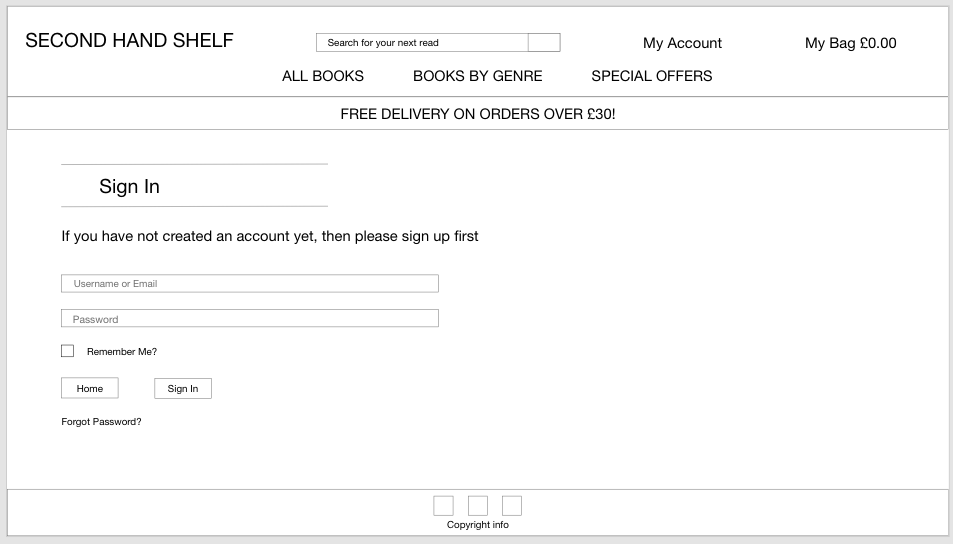 SECOND HAND SHELF
Search for your next read
My Account
My Bag £0.00
ALL BOOKS
BOOKS BY GENRE
SPECIAL OFFERS
FREE DELIVERY ON ORDERS OVER £30!
Sign In
If you have not created an account yet, then please sign up first
Username or Email
Password
Remember Me?
Home
Sign In
Forgot Password?
Copyright info